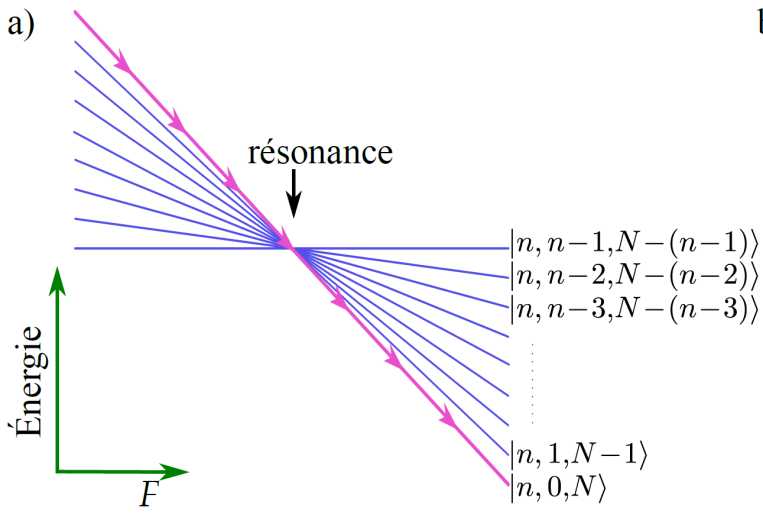 a)
b
résonance
|n, n−1,N−(n−1)⟩
|n, n−2,N−(n−2)⟩
|n, n−3,N−(n−3)⟩
|n, 1,N−1⟩
|n, 0,N⟩
Énergie
F